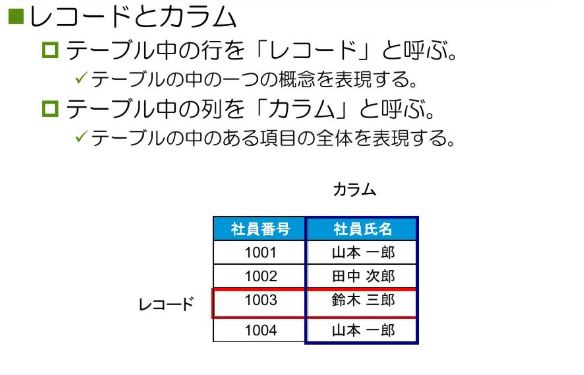 ■レコードとカラム
テーブル中の行を「レコード」と呼ぶ。
✓テーブルの中の一つの概念を表現する。
テーブル中の列を「カラム」と呼ぶ。
✓テーブルの中のある項目の全体を表現する。
カラム
社員番号 社員氏名
1001 山本 一郎
1002 田中 次郎
レコード 1003 鈴木 三郎
1004 山本 一郎